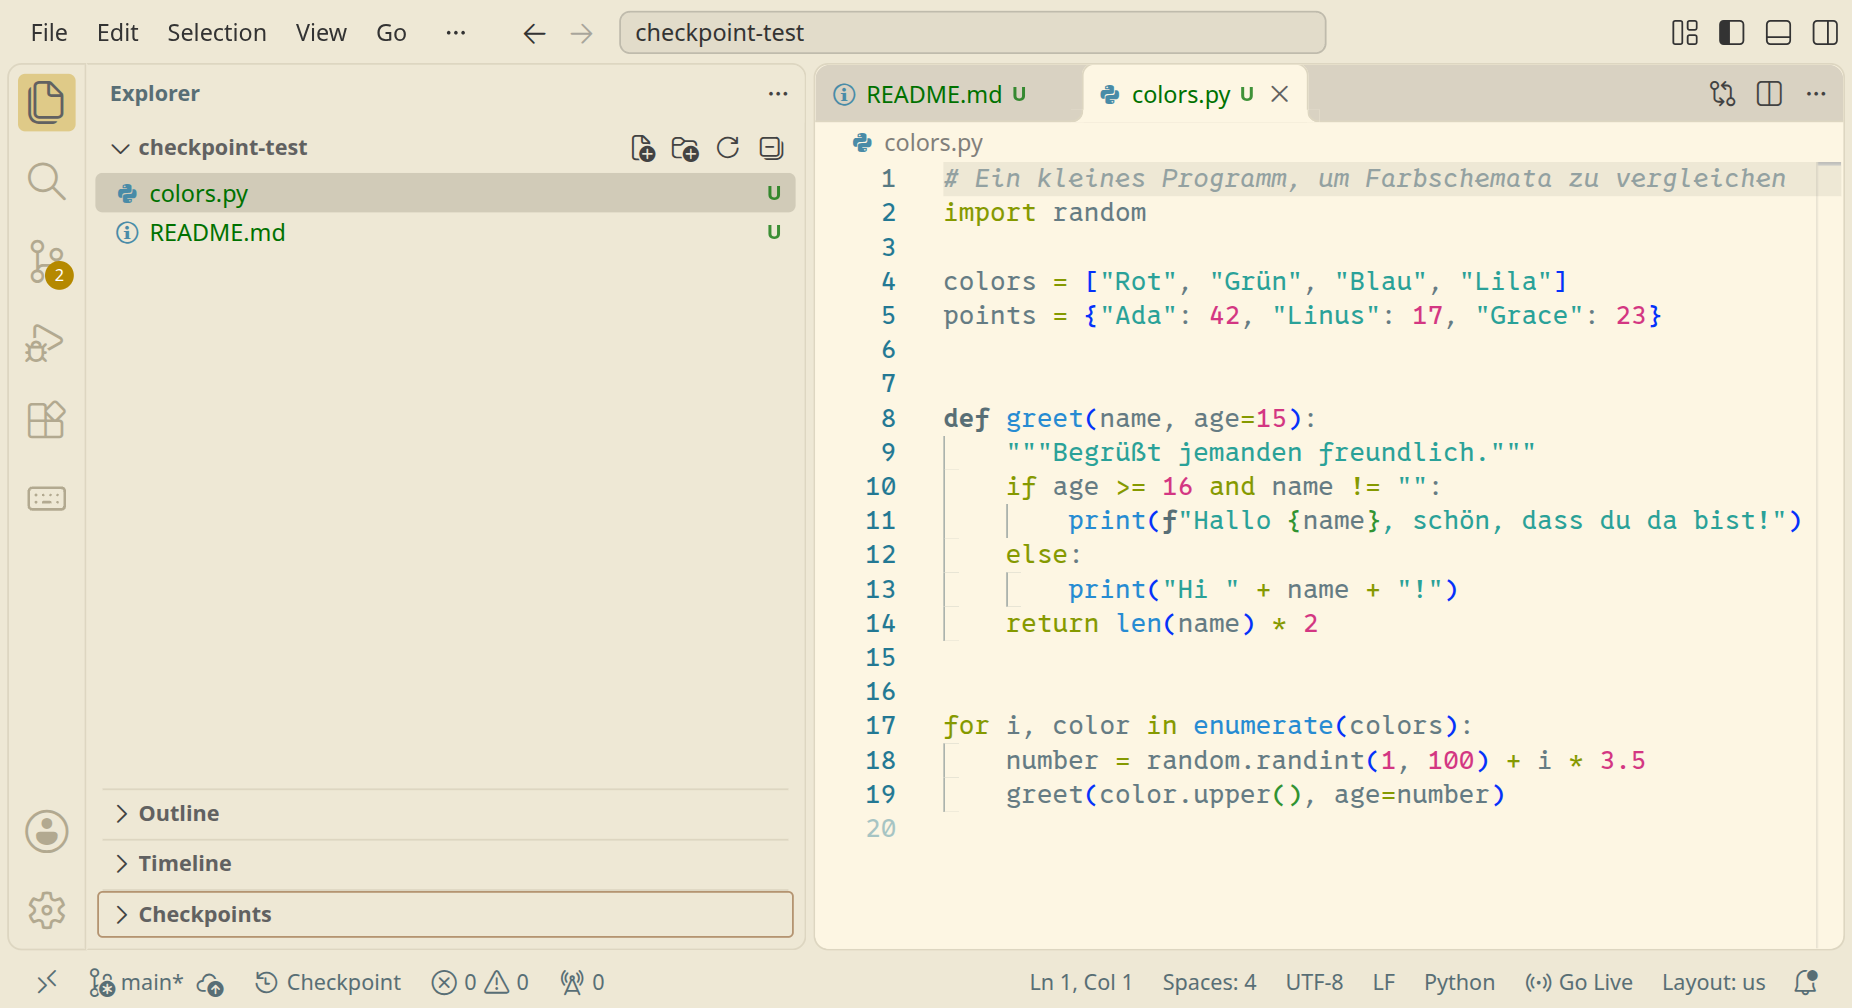 File Edit Selection View Go ··· checkpoint-test
Explorer ···
checkpoint-test
colors.py U
README.md U
2
Outline
Timeline
Checkpoints
README.md U colors.py U
colors.py
1 # Ein kleines Programm, um Farbschemata zu vergleichen
2 import random
3
4 colors = ["Rot", "Grün", "Blau", "Lila"]
5 points = {"Ada": 42, "Linus": 17, "Grace": 23}
6
7
8 def greet(name, age=15):
9     """Begrüßt jemanden freundlich."""
10     if age >= 16 and name != "":
11         print(f"Hallo {name}, schön, dass du da bist!")
12     else:
13         print("Hi " + name + "!")
14     return len(name) * 2
15
16
17 for i, color in enumerate(colors):
18     number = random.randint(1, 100) + i * 3.5
19     greet(color.upper(), age=number)
20
main* Checkpoint 0 0 0 Ln 1, Col 1 Spaces: 4 UTF-8 LF Python Go Live Layout: us